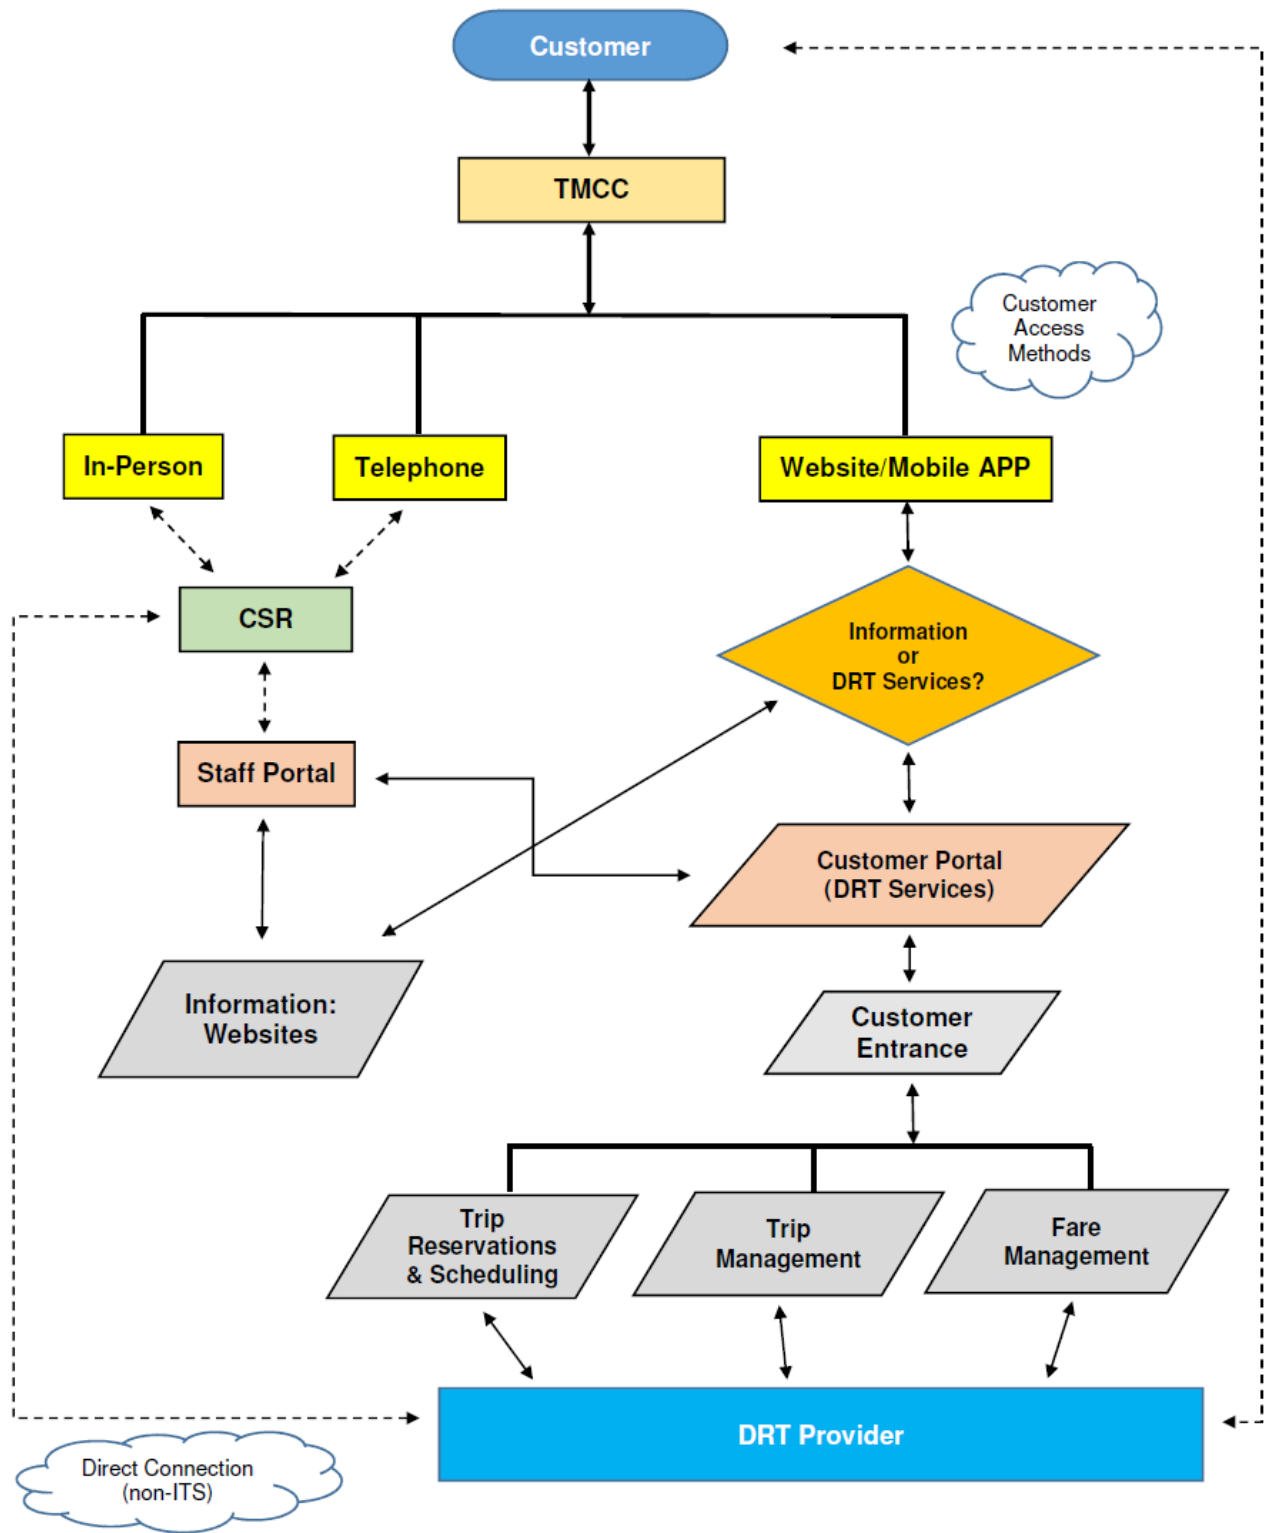 Customer
TMCC
Customer
Access
Methods
In-Person
Telephone
Website/Mobile APP
CSR
Information
or
DRT Services?
Staff Portal
Customer Portal
(DRT Services)
Information:
Websites
Customer
Entrance
Trip
Reservations
& Scheduling
Trip
Management
Fare
Management
DRT Provider
Direct Connection
(non-ITS)